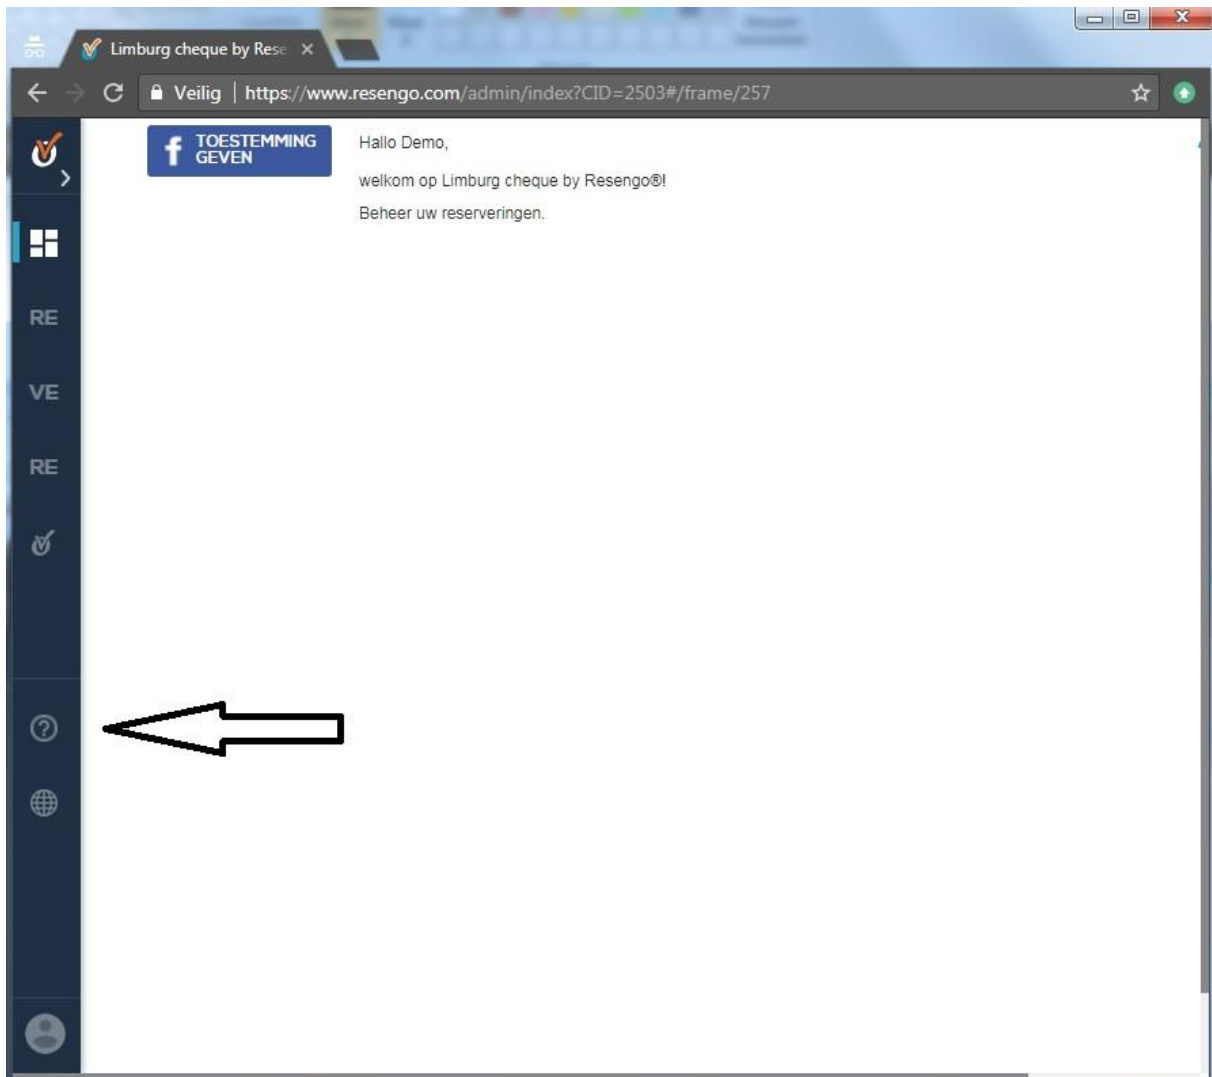 Limburg cheque by Rese
Veilig | https://www.resengo.com/admin/index?CID=2503#/frame/257
TOESTEMMING
GEVEN
Hallo Demo,
welkom op Limburg cheque by Resengo®!
Beheer uw reserveringen.
RE
VE
RE